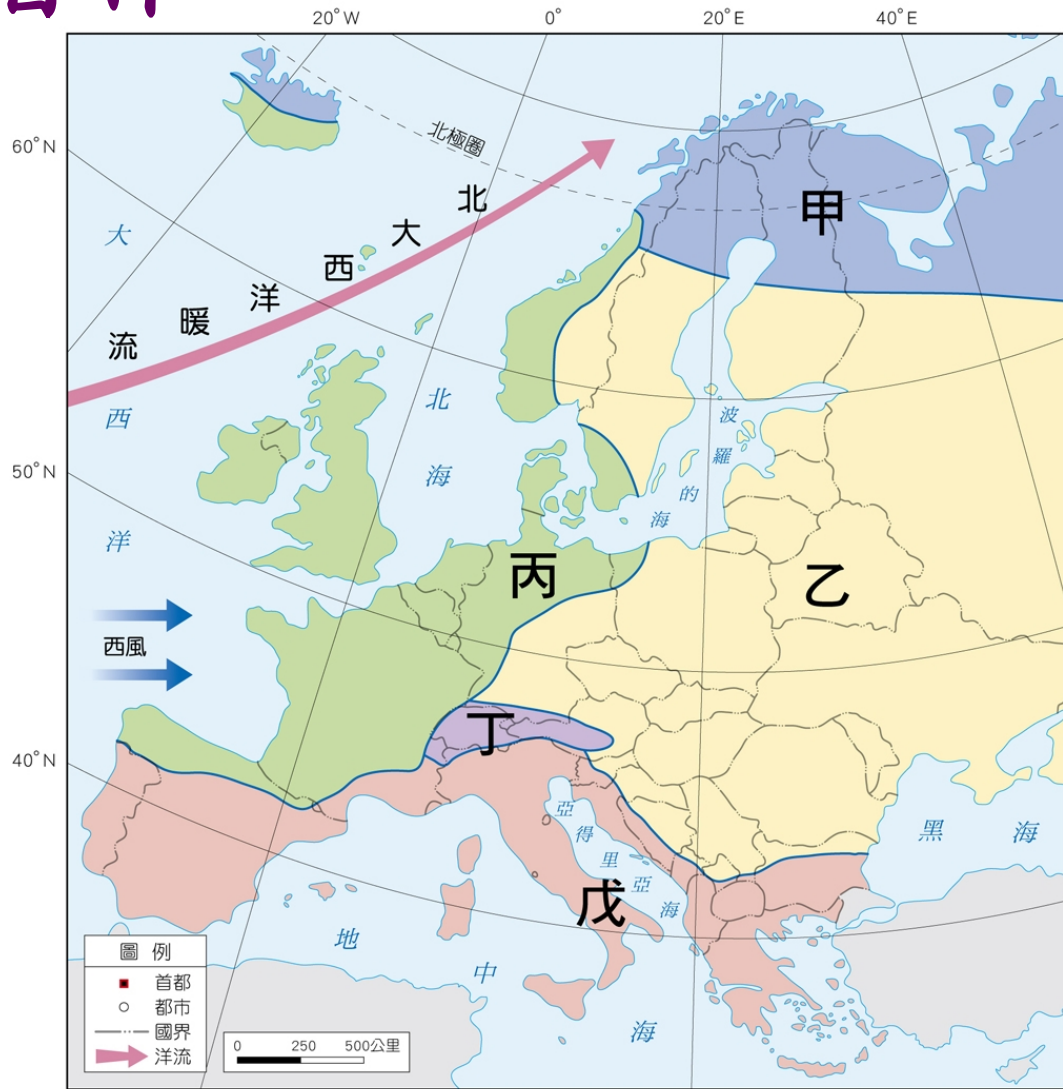 20°W 0° 20°E 40°E
60°N
50°N
40°N
北極圈
北大西洋暖流
大西洋
北海
波羅的海
西風
甲
乙
丙
丁
戊
亞得里亞海
黑海
地中海
圖例
首都
都市
國界
洋流
0 250 500公里